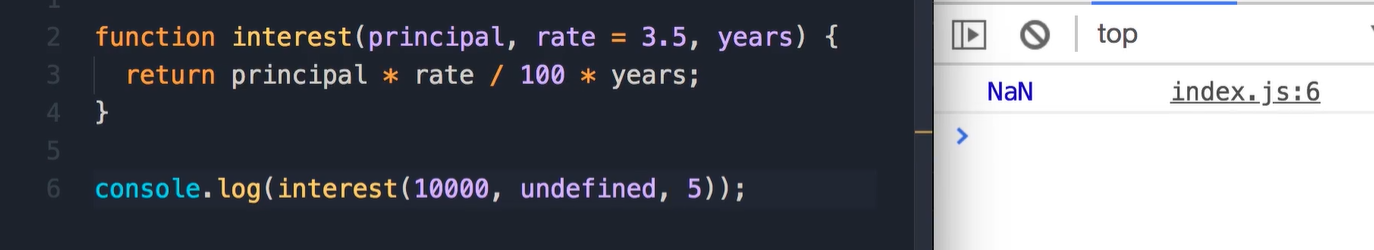 1
2 function interest(principal, rate = 3.5, years) {
3   return principal * rate / 100 * years;
4 }
5
6 console.log(interest(10000, undefined, 5));
top
NaN index.js:6